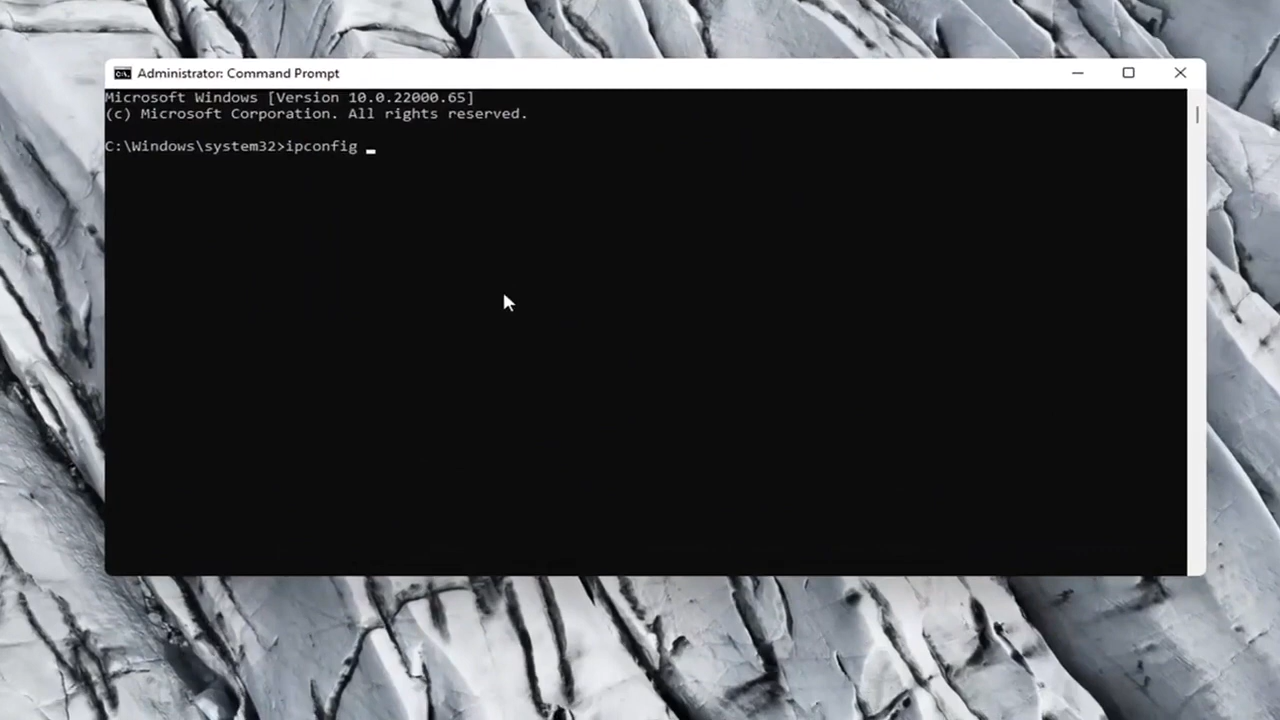 Administrator: Command Prompt
Microsoft Windows [Version 10.0.22000.65]
(c) Microsoft Corporation. All rights reserved.
C:\Windows\system32>ipconfig